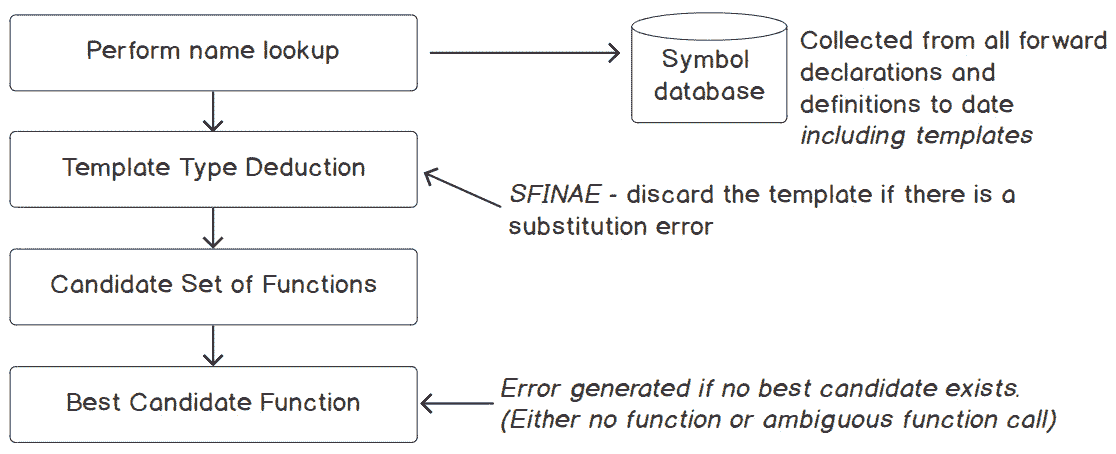 Perform name lookup
Symbol
database
Collected from all forward
declarations and
definitions to date
including templates
Template Type Deduction
SFINAE - discard the template if there is a
substitution error
Candidate Set of Functions
Best Candidate Function
Error generated if no best candidate exists.
(Either no function or ambiguous function call)